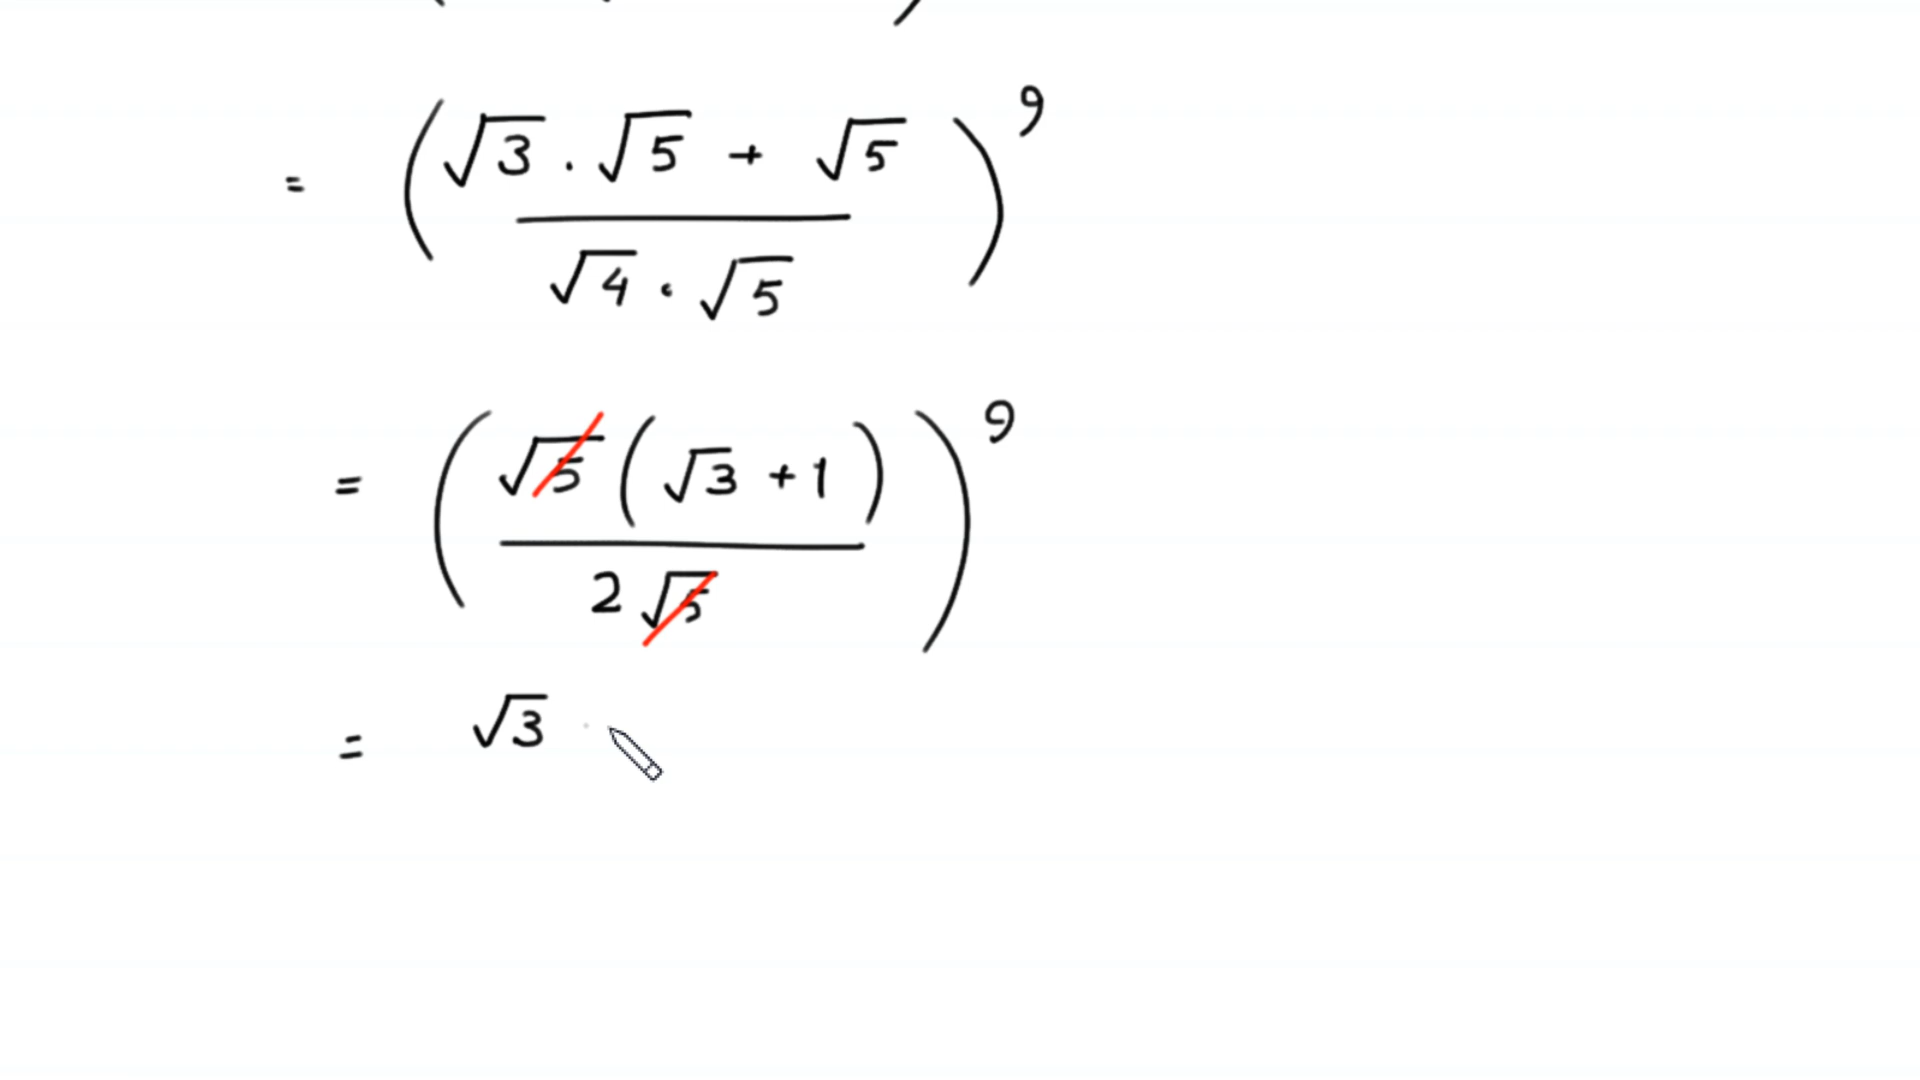 = ( √3 . √5 + √5 / √4 . √5 )^9
= ( √5 ( √3 + 1 ) / 2 √5 )^9
= √3